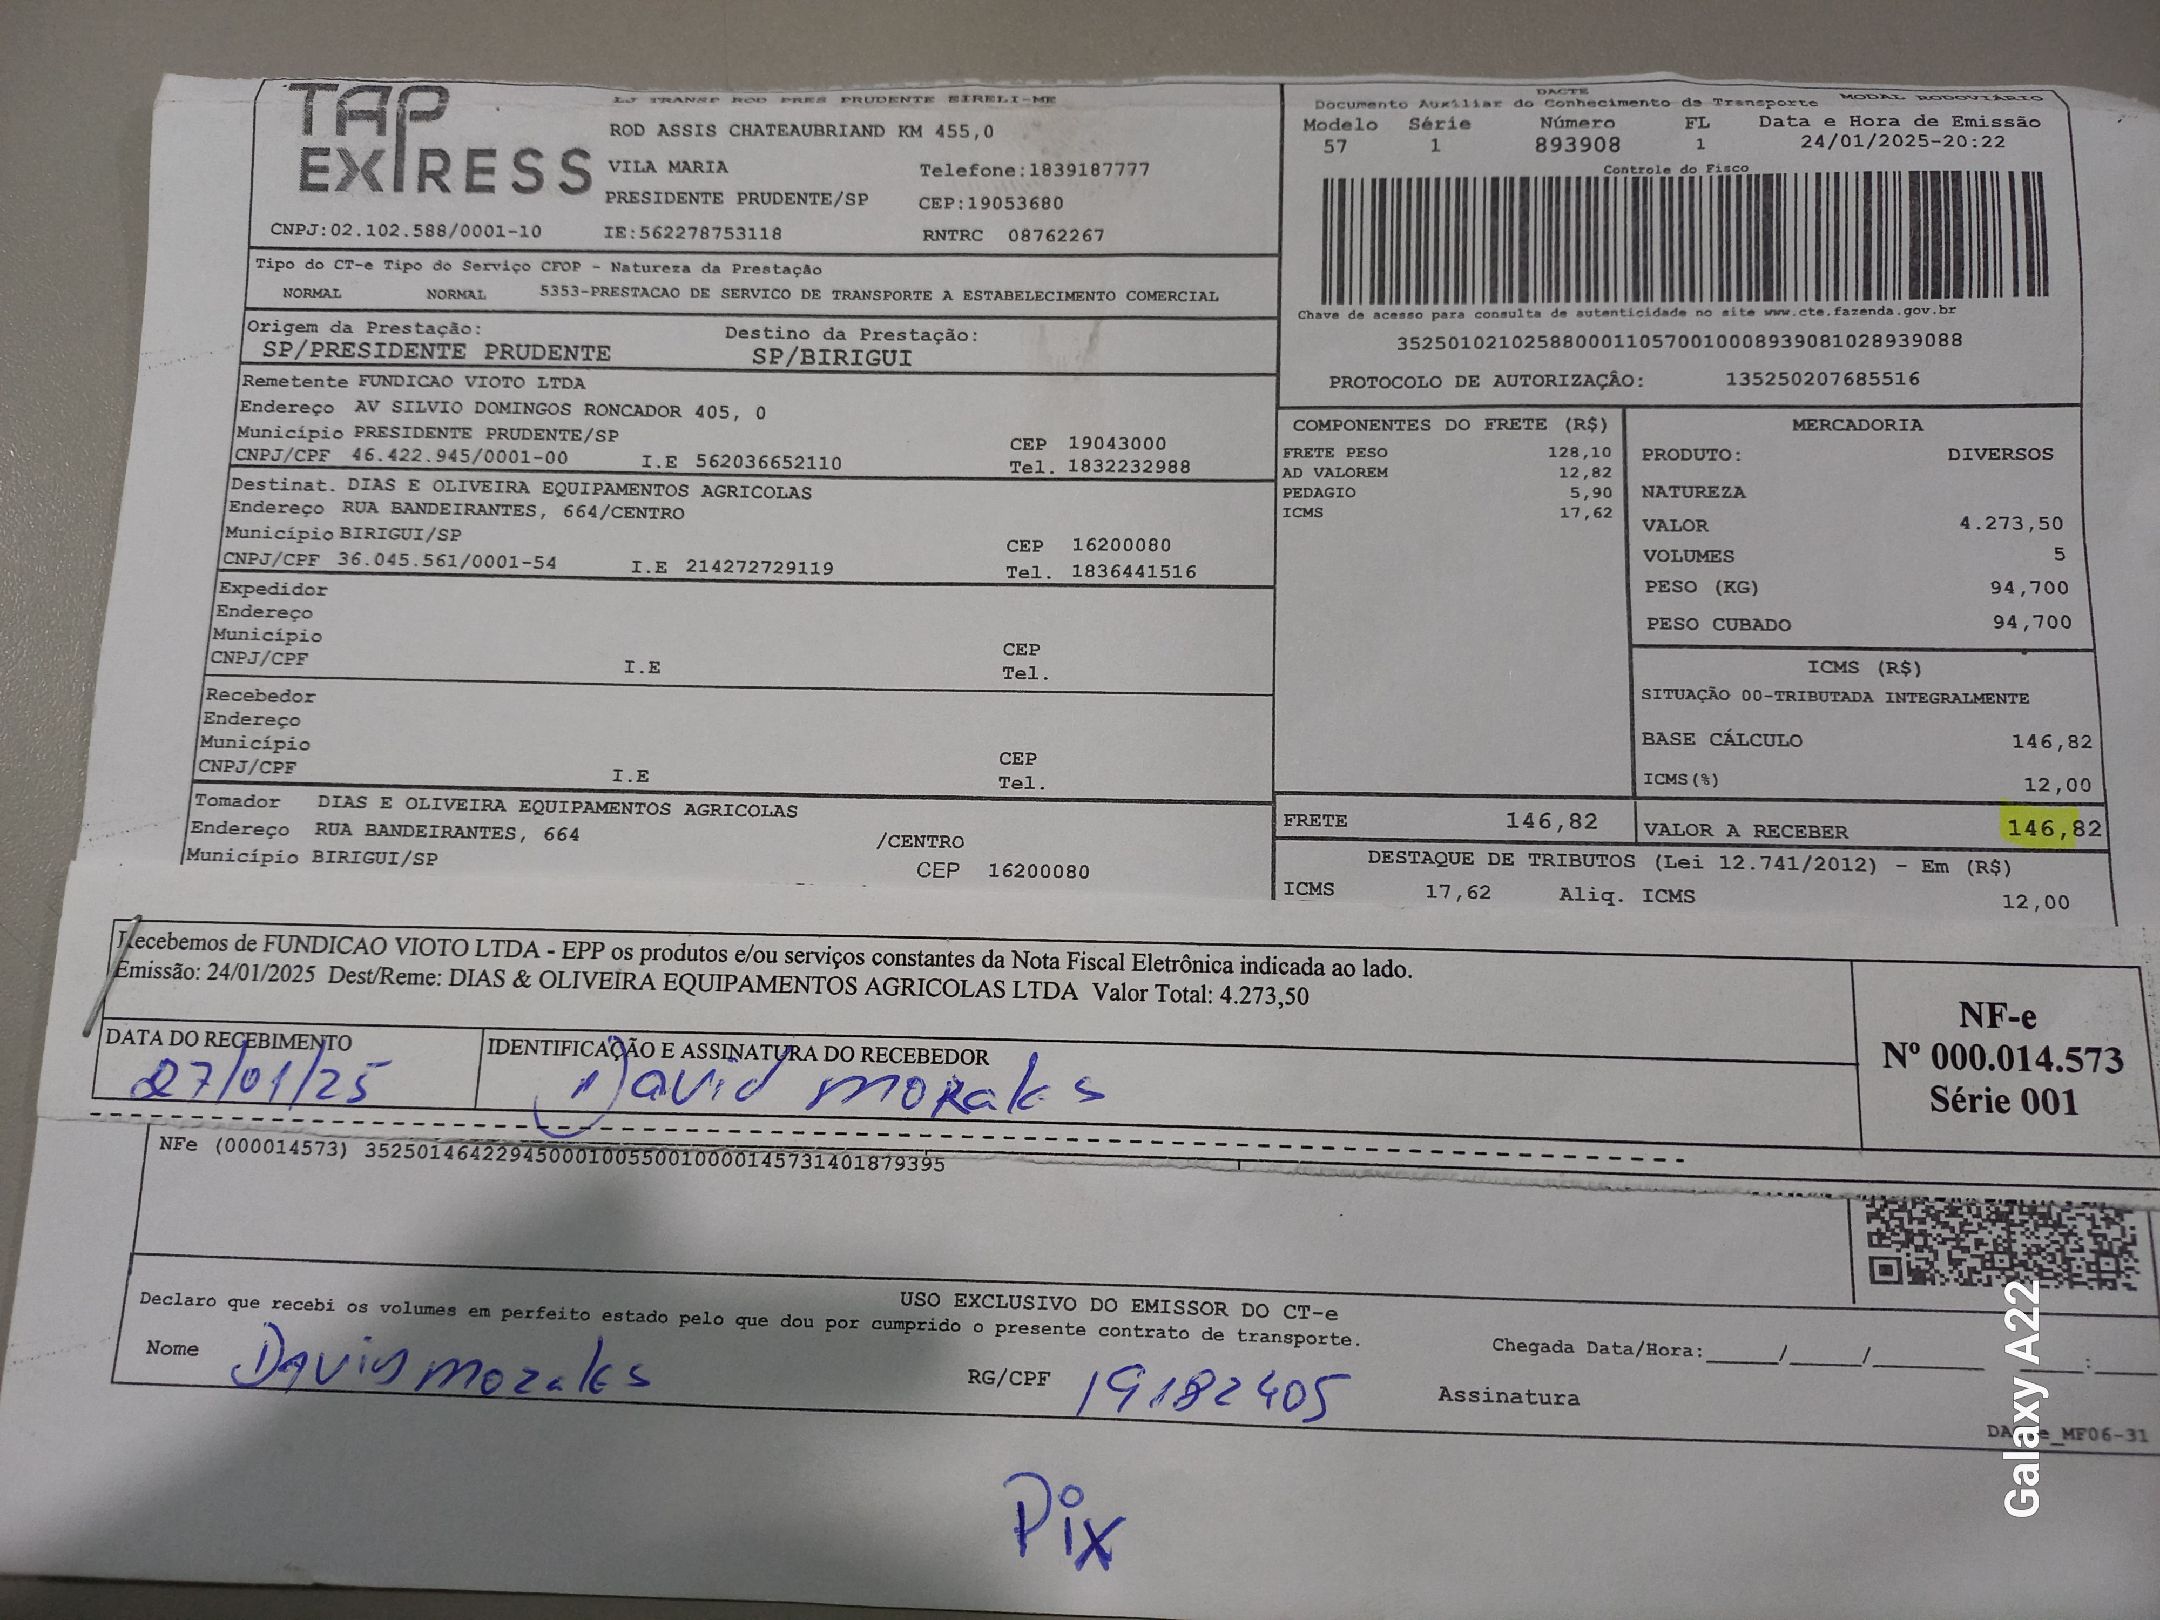 TAP EXPRESS
LJ TRANSP ROD PRES PRUDENTE EIRELI-ME
ROD ASSIS CHATEAUBRIAND KM 455,0
VILA MARIA Telefone:1839187777
PRESIDENTE PRUDENTE/SP CEP:19053680
CNPJ:02.102.588/0001-10 IE:562278753118 RNTRC 08762267
Tipo do CT-e Tipo do Serviço CFOP - Natureza da Prestação
NORMAL NORMAL 5353-PRESTACAO DE SERVICO DE TRANSPORTE A ESTABELECIMENTO COMERCIAL
Origem da Prestação: Destino da Prestação:
SP/PRESIDENTE PRUDENTE SP/BIRIGUI
Remetente FUNDICAO VIOTO LTDA
Endereço AV SILVIO DOMINGOS RONCADOR 405, 0
Município PRESIDENTE PRUDENTE/SP CEP 19043000
CNPJ/CPF 46.422.945/0001-00 I.E 562036652110 Tel. 1832232988
Destinat. DIAS E OLIVEIRA EQUIPAMENTOS AGRICOLAS
Endereço RUA BANDEIRANTES, 664/CENTRO
Município BIRIGUI/SP CEP 16200080
CNPJ/CPF 36.045.561/0001-54 I.E 214272729119 Tel. 1836441516
Expedidor
Endereço
Município CEP
CNPJ/CPF I.E Tel.
Recebedor
Endereço
Município CEP
CNPJ/CPF I.E Tel.
Tomador DIAS E OLIVEIRA EQUIPAMENTOS AGRICOLAS
Endereço RUA BANDEIRANTES, 664 /CENTRO
Município BIRIGUI/SP CEP 16200080
DACTE
Documento Auxiliar do Conhecimento de Transporte MODAL RODOVIÁRIO
Modelo Série Número FL Data e Hora de Emissão
57 1 893908 1 24/01/2025-20:22
Controle do Fisco
Chave de acesso para consulta de autenticidade no site www.cte.fazenda.gov.br
35250102102588000110570010008939081028939088
PROTOCOLO DE AUTORIZAÇÃO: 135250207685516
COMPONENTES DO FRETE (R$)
FRETE PESO 128,10
AD VALOREM 12,82
PEDAGIO 5,90
ICMS 17,62
MERCADORIA
PRODUTO: DIVERSOS
NATUREZA
VALOR 4.273,50
VOLUMES 5
PESO (KG) 94,700
PESO CUBADO 94,700
ICMS (R$)
SITUAÇÃO 00-TRIBUTADA INTEGRALMENTE
BASE CÁLCULO 146,82
ICMS(%) 12,00
FRETE 146,82 VALOR A RECEBER 146,82
DESTAQUE DE TRIBUTOS (Lei 12.741/2012) - Em (R$)
ICMS 17,62 Aliq. ICMS 12,00
Recebemos de FUNDICAO VIOTO LTDA - EPP os produtos e/ou serviços constantes da Nota Fiscal Eletrônica indicada ao lado.
Emissão: 24/01/2025 Dest/Reme: DIAS & OLIVEIRA EQUIPAMENTOS AGRICOLAS LTDA Valor Total: 4.273,50
DATA DO RECEBIMENTO IDENTIFICAÇÃO E ASSINATURA DO RECEBEDOR
27/01/25 David morales
NF-e
Nº 000.014.573
Série 001
NFe (000014573) 35250146422945000100550010000145731401879395
USO EXCLUSIVO DO EMISSOR DO CT-e
Declaro que recebi os volumes em perfeito estado pelo que dou por cumprido o presente contrato de transporte.
Nome David morales RG/CPF 19182405
Chegada Data/Hora:_____/_____/________ _____:_____
Assinatura
Pix
Galaxy A22